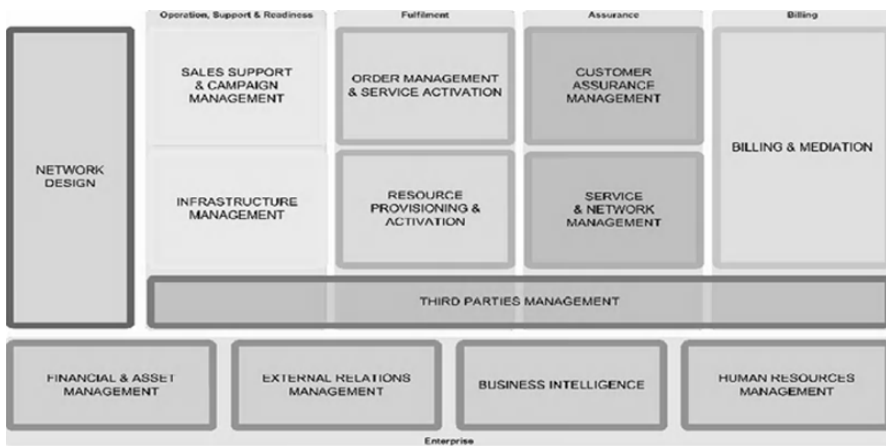 Operation, Support & Readiness
Fulfilment
Assurance
Billing
NETWORK
DESIGN
SALES SUPPORT
& CAMPAIGN
MANAGEMENT
ORDER MANAGEMENT
& SERVICE ACTIVATION
CUSTOMER
ASSURANCE
MANAGEMENT
BILLING & MEDIATION
INFRASTRUCTURE
MANAGEMENT
RESOURCE
PROVISIONING &
ACTIVATION
SERVICE
& NETWORK
MANAGEMENT
THIRD PARTIES MANAGEMENT
FINANCIAL & ASSET
MANAGEMENT
EXTERNAL RELATIONS
MANAGEMENT
BUSINESS INTELLIGENCE
HUMAN RESOURCES
MANAGEMENT
Enterprise